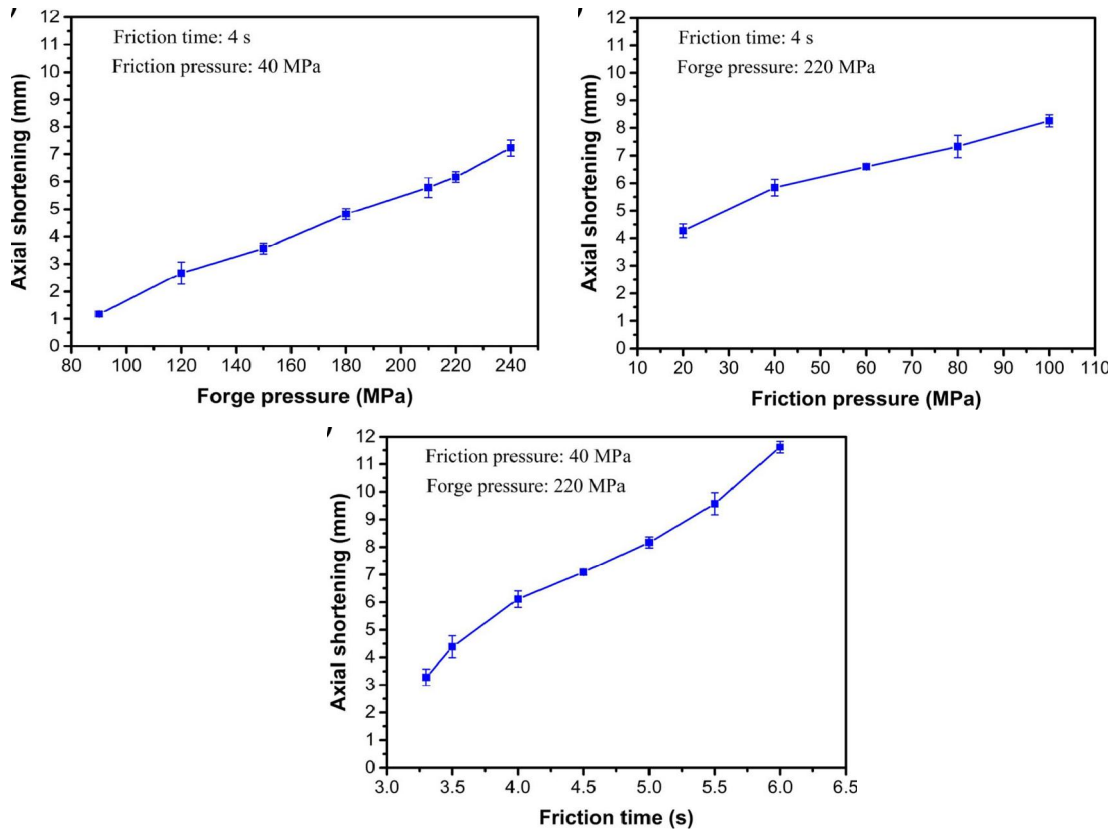 Friction time: 4 s
Friction pressure: 40 MPa
Axial shortening (mm)
12
11
10
9
8
7
6
5
4
3
2
1
0
80 100 120 140 160 180 200 220 240
Forge pressure (MPa)
Friction time: 4 s
Forge pressure: 220 MPa
Axial shortening (mm)
12
11
10
9
8
7
6
5
4
3
2
1
0
10 20 30 40 50 60 70 80 90 100 110
Friction pressure (MPa)
Friction pressure: 40 MPa
Forge pressure: 220 MPa
Axial shortening (mm)
12
11
10
9
8
7
6
5
4
3
2
1
0
3.0 3.5 4.0 4.5 5.0 5.5 6.0 6.5
Friction time (s)